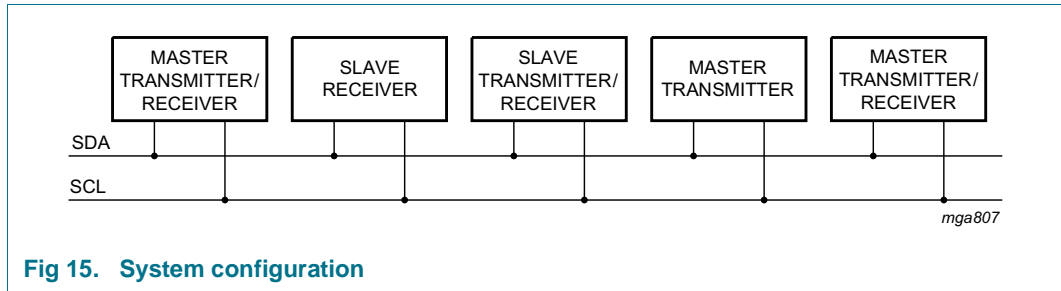 MASTER
TRANSMITTER/
RECEIVER
SLAVE
RECEIVER
SLAVE
TRANSMITTER/
RECEIVER
MASTER
TRANSMITTER
MASTER
TRANSMITTER/
RECEIVER
SDA
SCL
mga807
Fig 15. System configuration